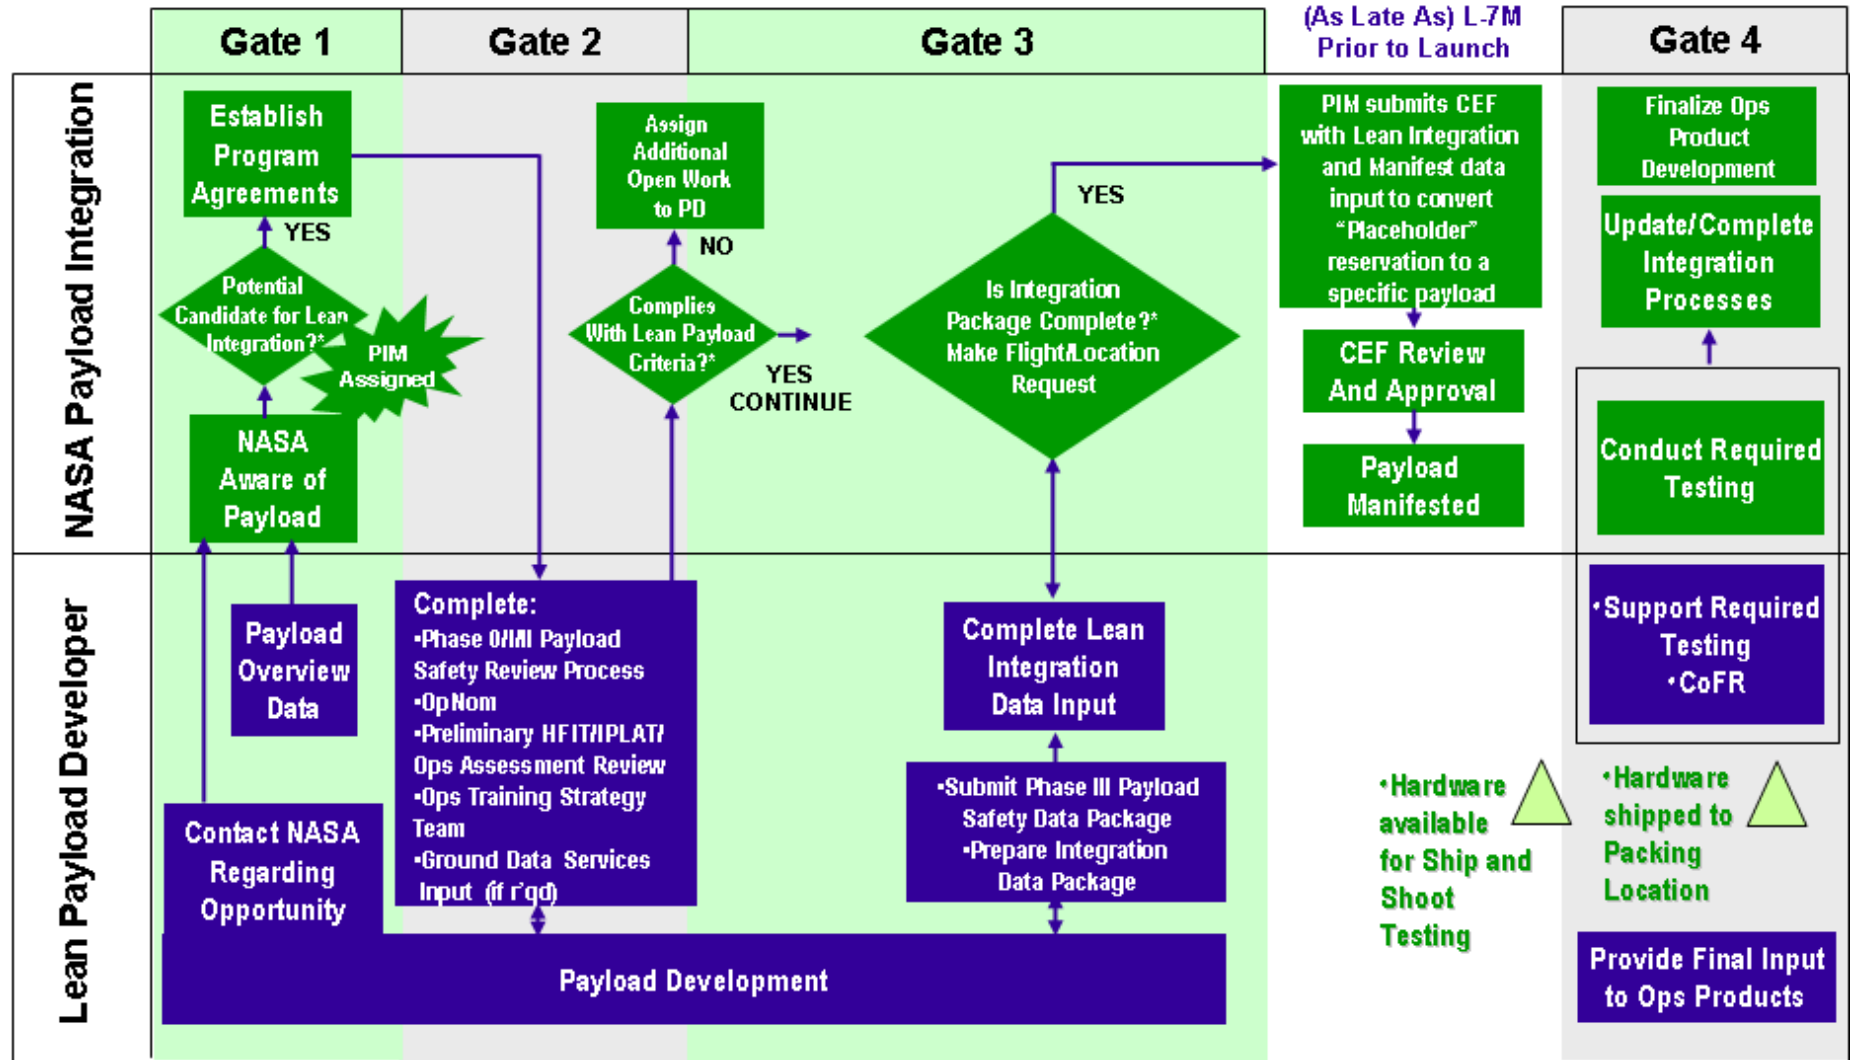 Gate 1
Gate 2
Gate 3
(As Late As) L-7M
Prior to Launch
Gate 4
NASA Payload Integration
Establish
Program
Agreements
YES
Potential
Candidate for Lean
Integration?*
PIM
Assigned
NASA
Aware of
Payload
Assign
Additional
Open Work
to PD
NO
Complies
With Lean Payload
Criteria?*
YES
CONTINUE
Is Integration
Package Complete?*
Make Flight/Location
Request
YES
PIM submits CEF
with Lean Integration
and Manifest data
input to convert
“Placeholder”
reservation to a
specific payload
CEF Review
And Approval
Payload
Manifested
Finalize Ops
Product
Development
Update/Complete
Integration
Processes
Conduct Required
Testing
Lean Payload Developer
Payload
Overview
Data
Contact NASA
Regarding
Opportunity
Complete:
•Phase 0/I/II Payload
Safety Review Process
•OpNom
•Preliminary HFIT/IPLAT/
Ops Assessment Review
•Ops Training Strategy
Team
•Ground Data Services
Input (if r'qd)
Complete Lean
Integration
Data Input
•Submit Phase III Payload
Safety Data Package
•Prepare Integration
Data Package
Payload Development
•Hardware
available
for Ship and
Shoot
Testing
•Support Required
Testing
•CoFR
•Hardware
shipped to
Packing
Location
Provide Final Input
to Ops Products